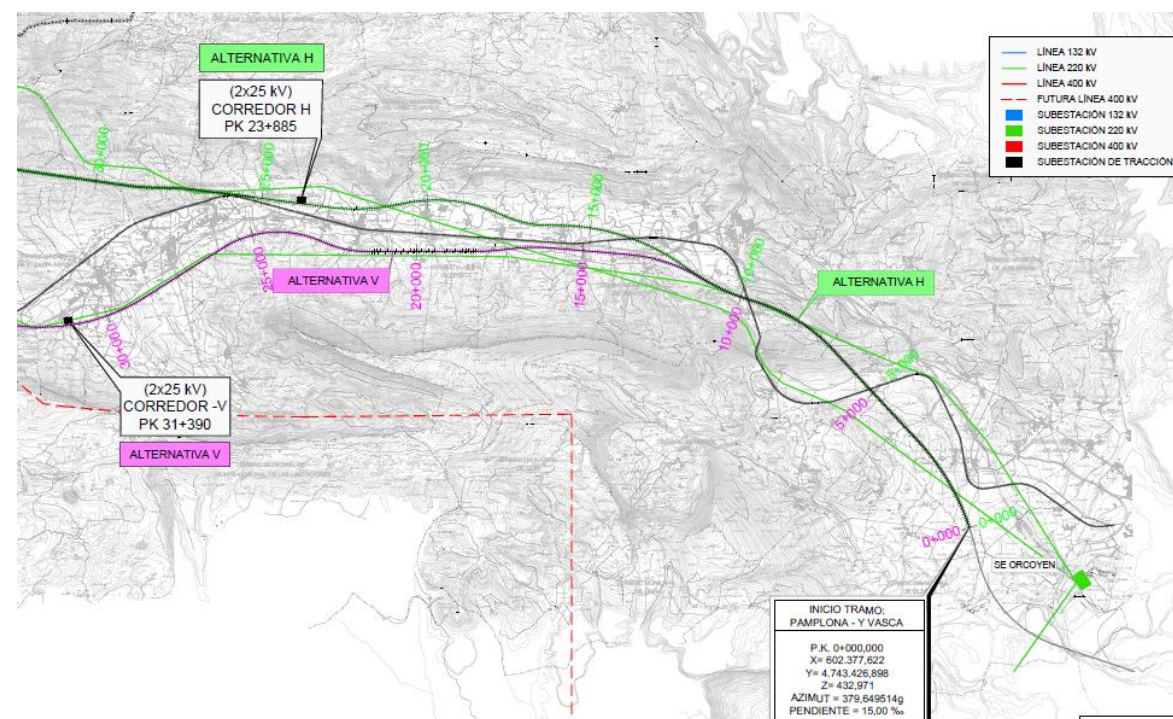 ALTERNATIVA H
(2x25 kV)
CORREDOR H
PK 23+885
LÍNEA 132 kV
LÍNEA 220 kV
LÍNEA 400 kV
FUTURA LÍNEA 400 kV
SUBESTACIÓN 132 kV
SUBESTACIÓN 220 kV
SUBESTACIÓN 400 kV
SUBESTACIÓN DE TRACCIÓN
30+000
25+000
20+000
15+000
10+000
ALTERNATIVA H
25+000
ALTERNATIVA V
20+000
15+000
10+000
30+000
5+000
5+000
(2x25 kV)
CORREDOR -V
PK 31+390
ALTERNATIVA V
0+000
0+000
SE ORCOYEN
INICIO TRAMO:
PAMPLONA - Y VASCA
P.K. 0+000,000
X= 602.377,622
Y= 4.743.426,898
Z= 432,971
AZIMUT = 379,649514g
PENDIENTE = 15,00 ‰